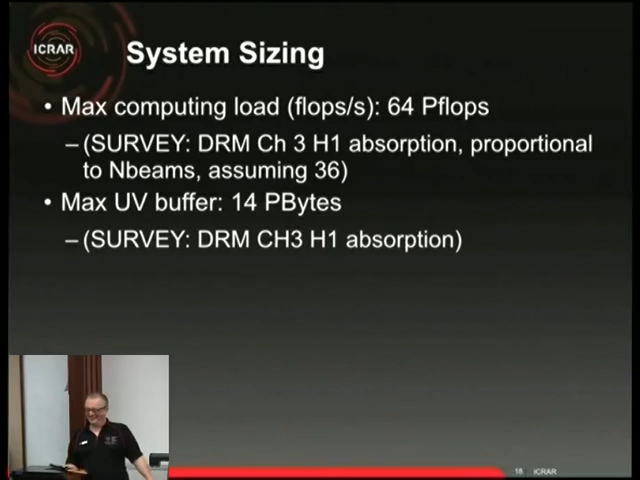 ICRAR
System Sizing
• Max computing load (flops/s): 64 Pflops
–(SURVEY: DRM Ch 3 H1 absorption, proportional
to Nbeams, assuming 36)
• Max UV buffer: 14 PBytes
–(SURVEY: DRM CH3 H1 absorption)
18 iCRAR